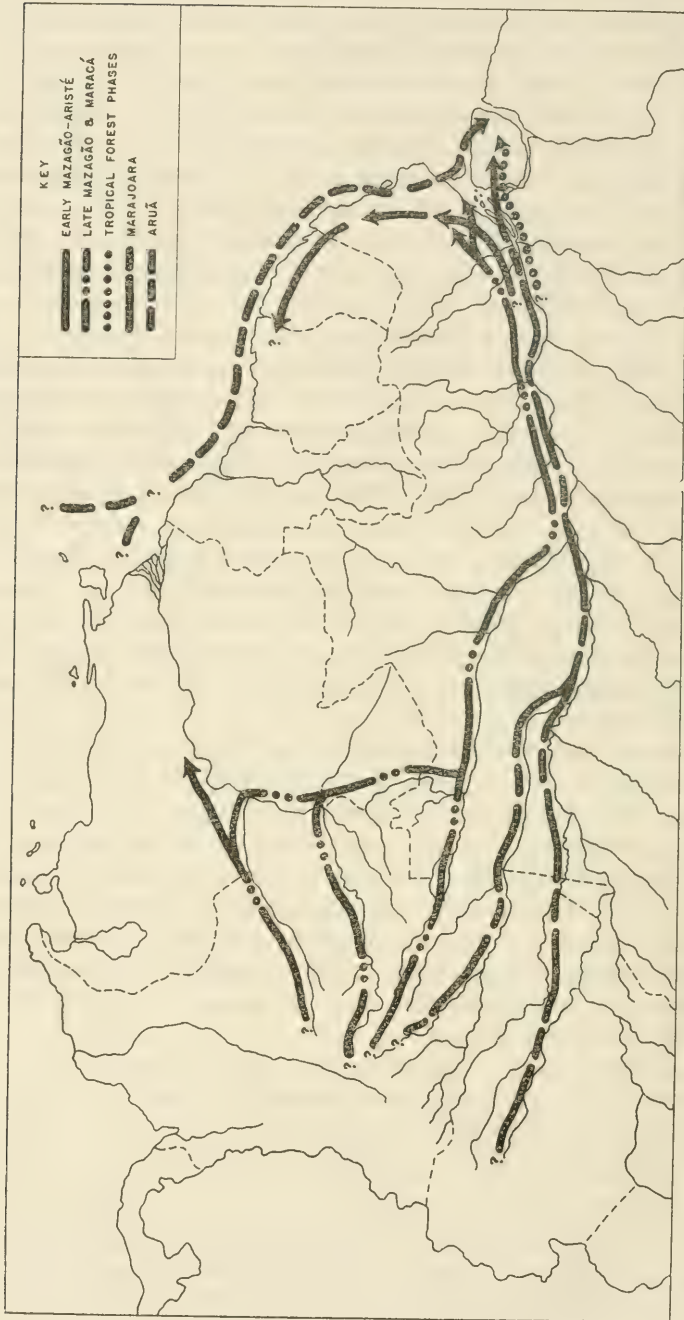 KEY
EARLY MAZAGÃO-ARISTÉ
LATE MAZAGÃO & MARACÁ
TROPICAL FOREST PHASES
MARAJOARA
ARUÃ
?
?
?
?
?
?
?
?
?
?